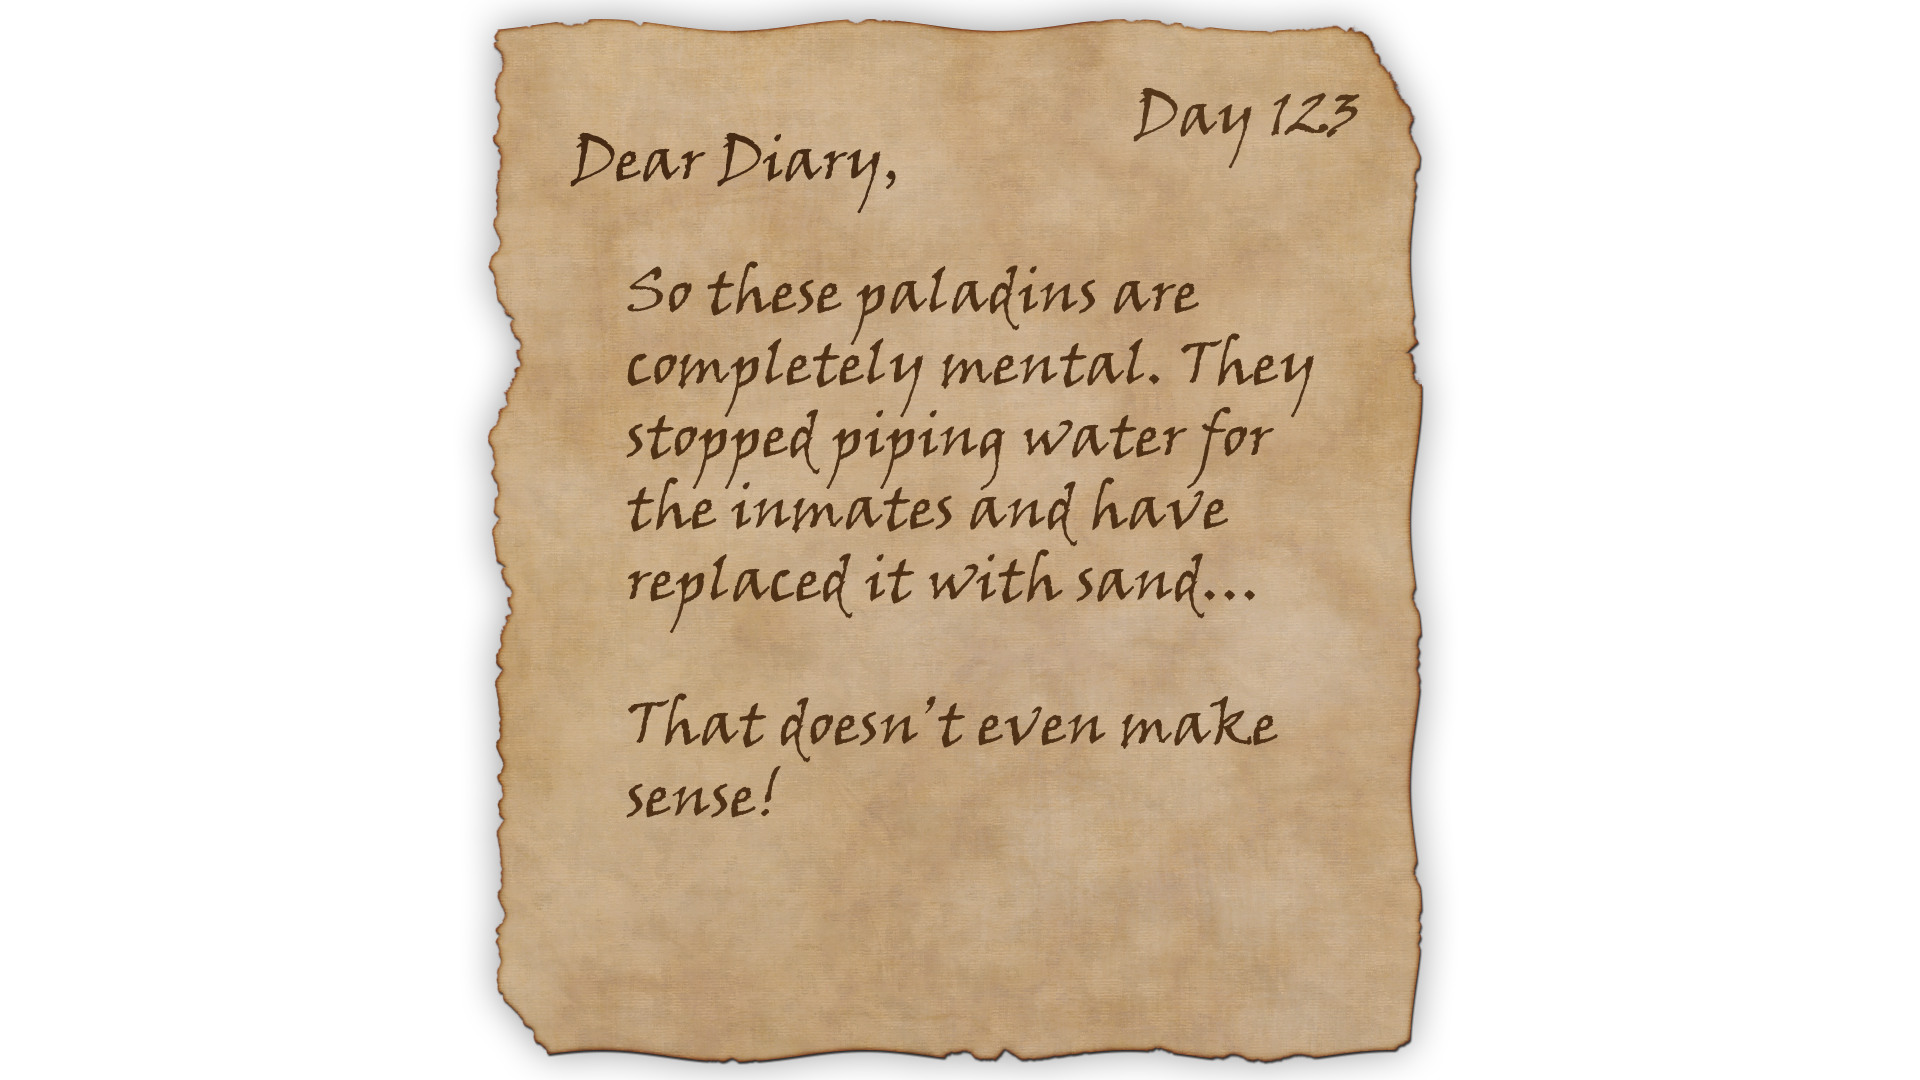 Day 123
Dear Diary,
So these paladins are
completely mental. They
stopped piping water for
the inmates and have
replaced it with sand...
That doesn't even make
sense!